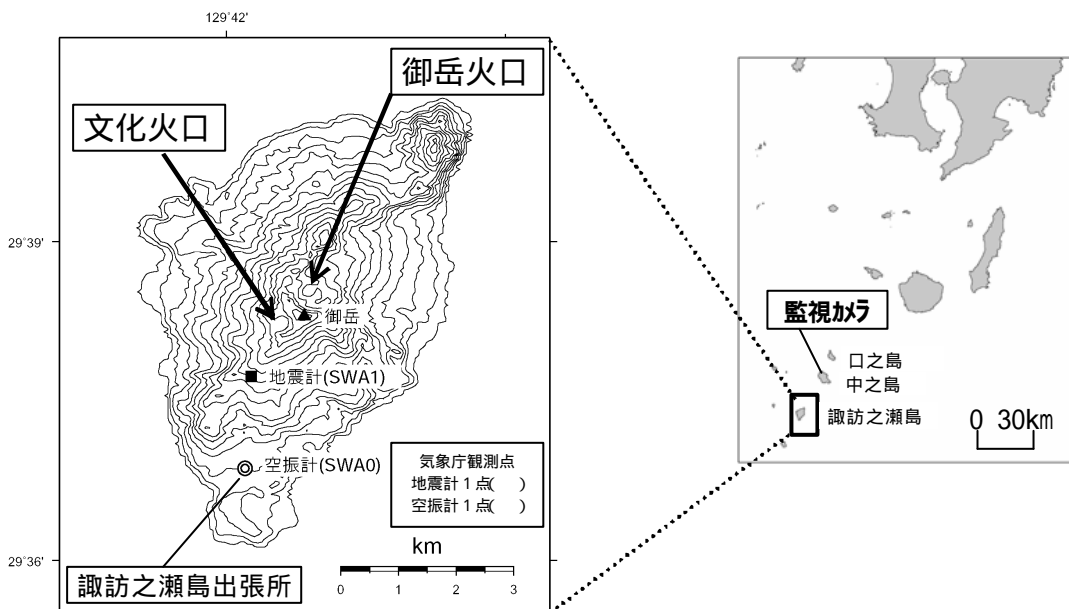 129°42'
御岳火口
文化火口
29°39'
御岳
地震計(SWA1)
空振計(SWA0)
気象庁観測点
地震計1点( )
空振計1点( )
km
0 1 2 3
29°36'
諏訪之瀬島出張所
監視カメラ
口之島
中之島
諏訪之瀬島
0 30km